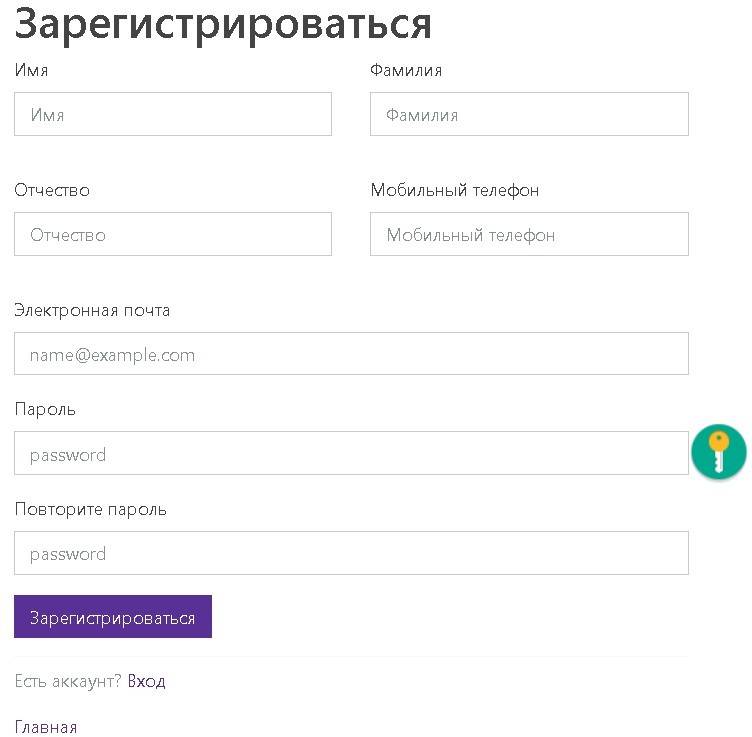 Зарегистрироваться
Имя Фамилия
Имя Фамилия
Отчество Мобильный телефон
Отчество Мобильный телефон
Электронная почта
name@example.com
Пароль
password
Повторите пароль
password
Зарегистрироваться
Есть аккаунт? Вход
Главная